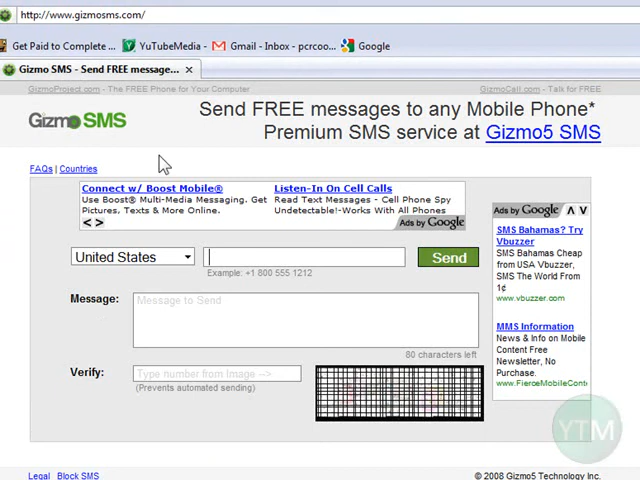 http://www.gizmosms.com/
Get Paid to Complete ... YuTubeMedia - Gmail - Inbox - pcrcoo... Google
Gizmo SMS - Send FREE message...
GizmoProject.com - The FREE Phone for Your Computer GizmoCall.com - Talk for FREE
Gizmo SMS
Send FREE messages to any Mobile Phone*
Premium SMS service at Gizmo5 SMS
FAQs | Countries
Connect w/ Boost Mobile®
Use Boost® Multi-Media Messaging. Get
Pictures, Texts & More Online.
Listen-In On Cell Calls
Read Text Messages - Cell Phone Spy
Undetectable!-Works With All Phones
< >
Ads by Google
Ads by Google
SMS Bahamas? Try
Vbuzzer
SMS Bahamas Cheap
from USA Vbuzzer,
SMS The World From
1¢
www.vbuzzer.com
MMS Information
News & Info on Mobile
Content Free
Newsletter, No
Purchase.
www.FierceMobileCont
United States
Send
Example: +1 800 555 1212
Message:
Message to Send
80 characters left
Verify:
Type number from Image -->
(Prevents automated sending)
YTM
Legal Block SMS
© 2008 Gizmo5 Technology Inc.